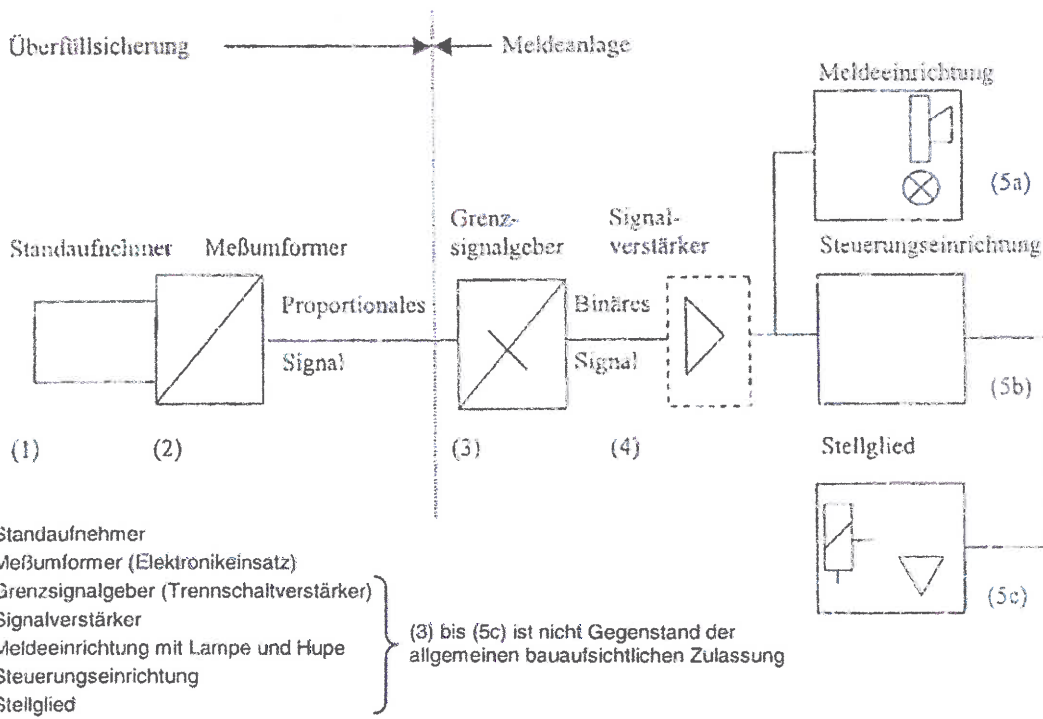 Überfüllsicherung
Meldeanlage
Meldeeinrichtung
(5a)
Grenz-
signalgeber
Signal-
verstärker
Standaufnehmer
Meßumformer
Steuerungseinrichtung
Proportionales
Signal
Binäres
Signal
(5b)
(1)
(2)
(3)
(4)
Stellglied
(5c)
Standaufnehmer
Meßumformer (Elektronikeinsatz)
Grenzsignalgeber (Trennschaltverstärker)
Signalverstärker
Meldeeinrichtung mit Lampe und Hupe
Steuerungseinrichtung
Stellglied
(3) bis (5c) ist nicht Gegenstand der
allgemeinen bauaufsichtlichen Zulassung